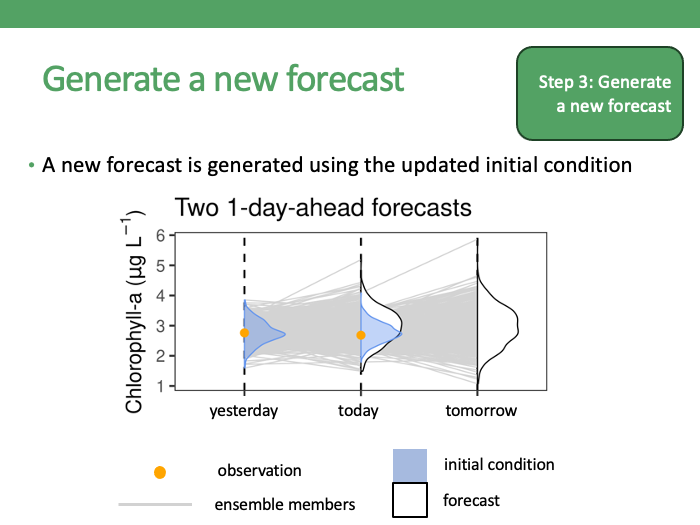 Generate a new forecast
Step 3: Generate
a new forecast
• A new forecast is generated using the updated initial condition
Two 1-day-ahead forecasts
Chlorophyll-a (µg L⁻¹)
6
5
4
3
2
1
yesterday
today
tomorrow
observation
initial condition
ensemble members
forecast